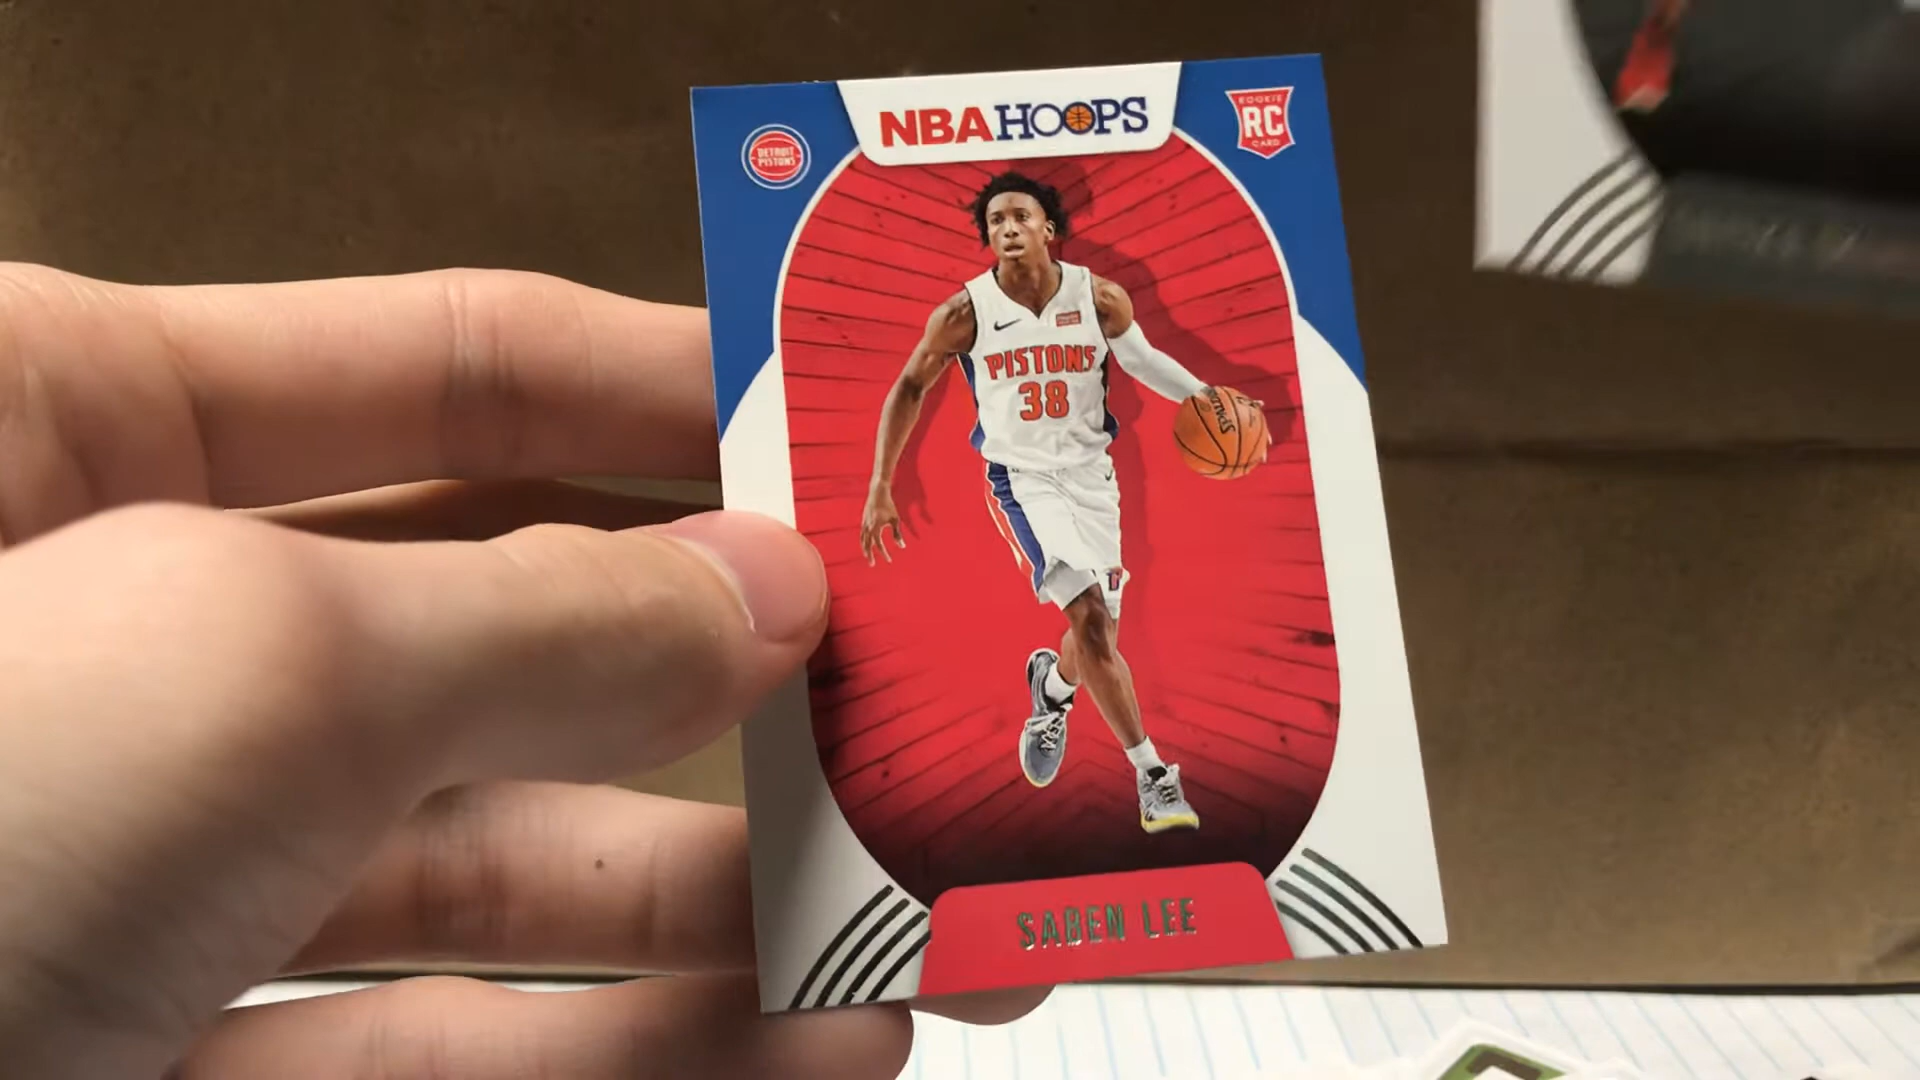 NBA HOOPS
ROOKIE
RC
CARD
DETROIT
PISTONS
PISTONS
38
SPALDING
SABEN LEE